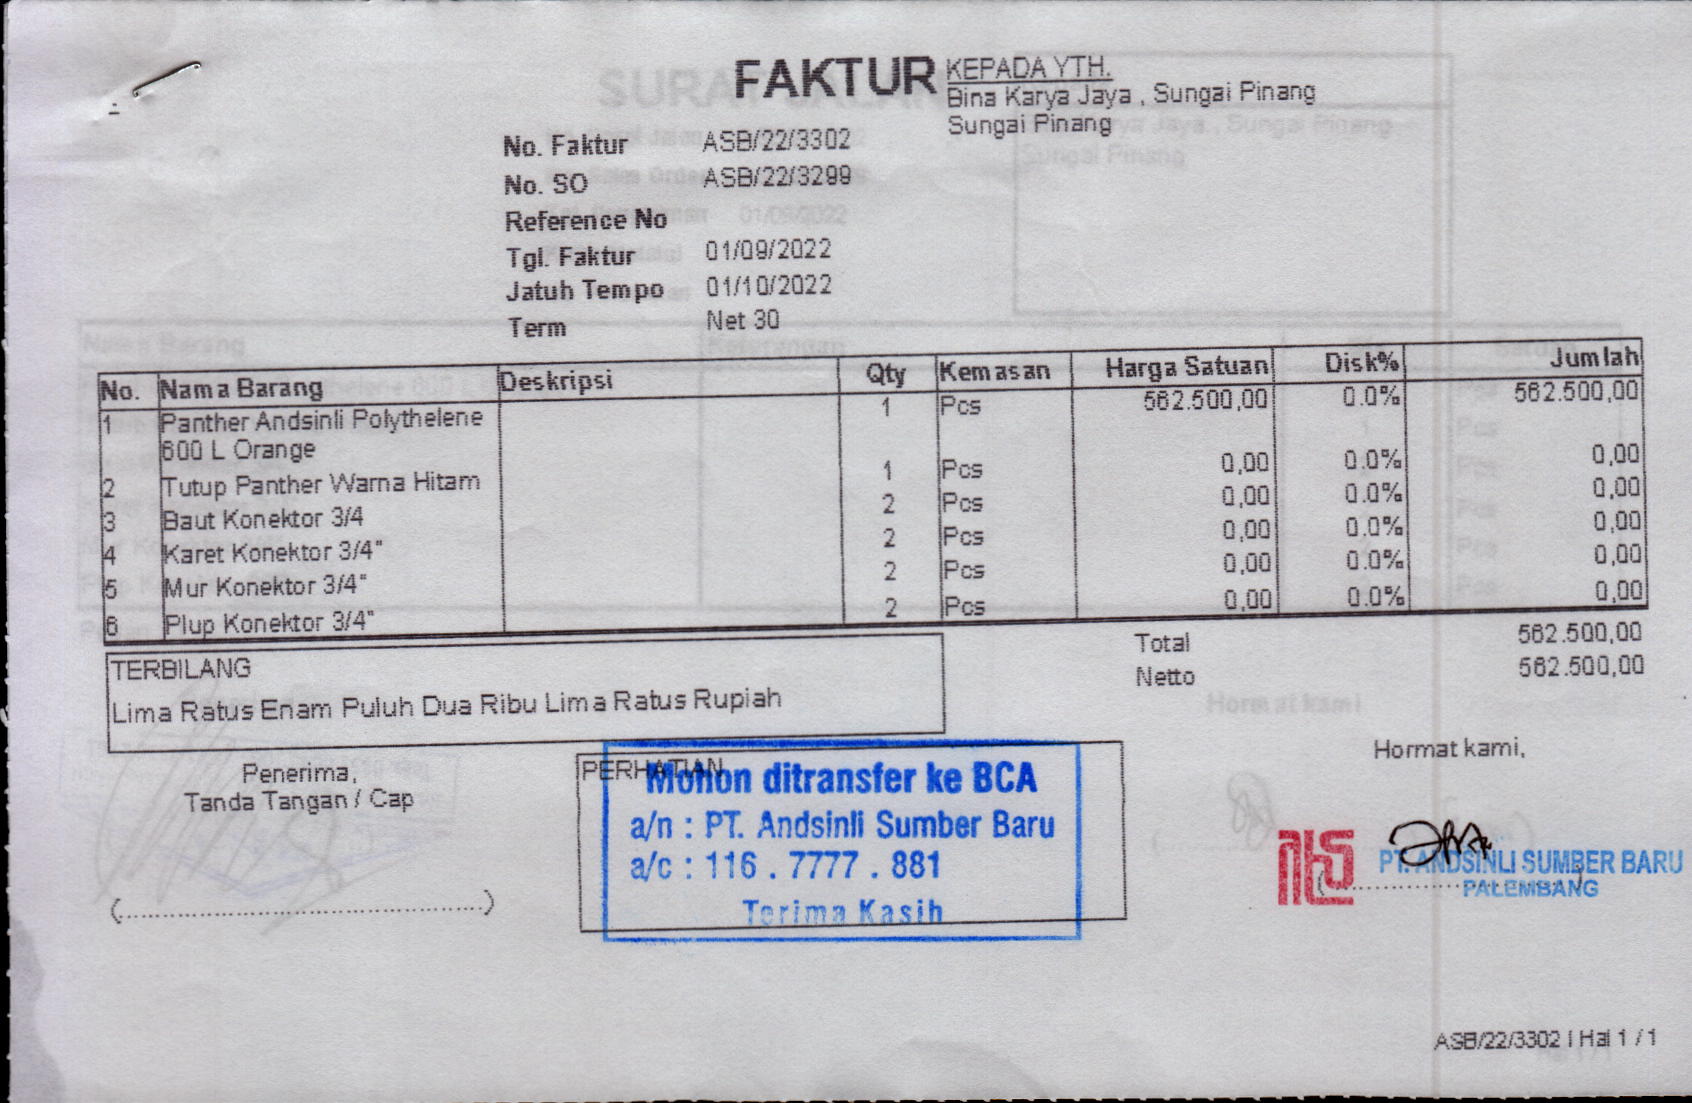 FAKTUR
KEPADA YTH.
Bina Karya Jaya , Sungai Pinang
Sungai Pinang
No. Faktur ASB/22/3302
No. SO ASB/22/3299
Reference No
Tgl. Faktur 01/09/2022
Jatuh Tempo 01/10/2022
Term Net 30
No. Nama Barang Deskripsi Qty Kemasan Harga Satuan Disk% Jumlah
1 Panther Andsinli Polythelene 1 Pcs 562.500,00 0.0% 562.500,00
600 L Orange
2 Tutup Panther Warna Hitam 1 Pcs 0,00 0.0% 0,00
3 Baut Konektor 3/4 2 Pcs 0,00 0.0% 0,00
4 Karet Konektor 3/4" 2 Pcs 0,00 0.0% 0,00
5 Mur Konektor 3/4" 2 Pcs 0,00 0.0% 0,00
6 Plup Konektor 3/4" 2 Pcs 0,00 0.0% 0,00
Total 562.500,00
Netto 562.500,00
TERBILANG
Lima Ratus Enam Puluh Dua Ribu Lima Ratus Rupiah
Penerima,
Tanda Tangan / Cap
(..................................................)
PERHATIAN
Mohon ditransfer ke BCA
a/n : PT. Andsinli Sumber Baru
a/c : 116 . 7777 . 881
Terima Kasih
Hormat kami,
PT. ANDSINLI SUMBER BARU
PALEMBANG
ASB/22/3302 | Hal 1 / 1